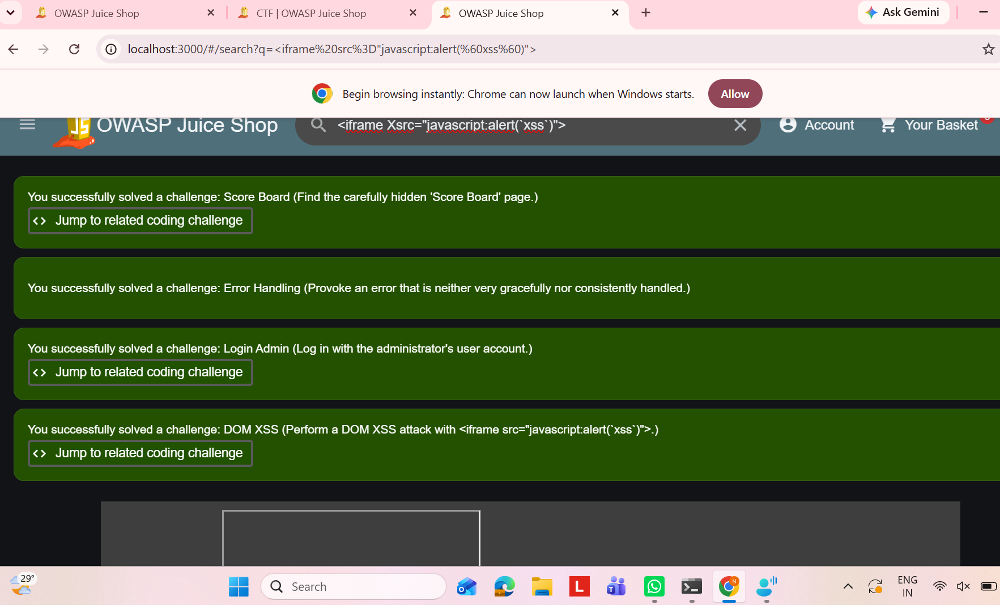 OWASP Juice Shop
CTF | OWASP Juice Shop
OWASP Juice Shop
Ask Gemini
localhost:3000/#/search?q=<iframe%20src%3D"javascript:alert(%60xss%60)">
Begin browsing instantly: Chrome can now launch when Windows starts.
Allow
JS
OWASP Juice Shop
<iframe Xsrc="javascript:alert(`xss`)">
Account
Your Basket
You successfully solved a challenge: Score Board (Find the carefully hidden 'Score Board' page.)
<> Jump to related coding challenge
You successfully solved a challenge: Error Handling (Provoke an error that is neither very gracefully nor consistently handled.)
You successfully solved a challenge: Login Admin (Log in with the administrator's user account.)
<> Jump to related coding challenge
You successfully solved a challenge: DOM XSS (Perform a DOM XSS attack with <iframe src="javascript:alert(`xss`)">.)
<> Jump to related coding challenge
29°
Search
L
N
ENG
IN